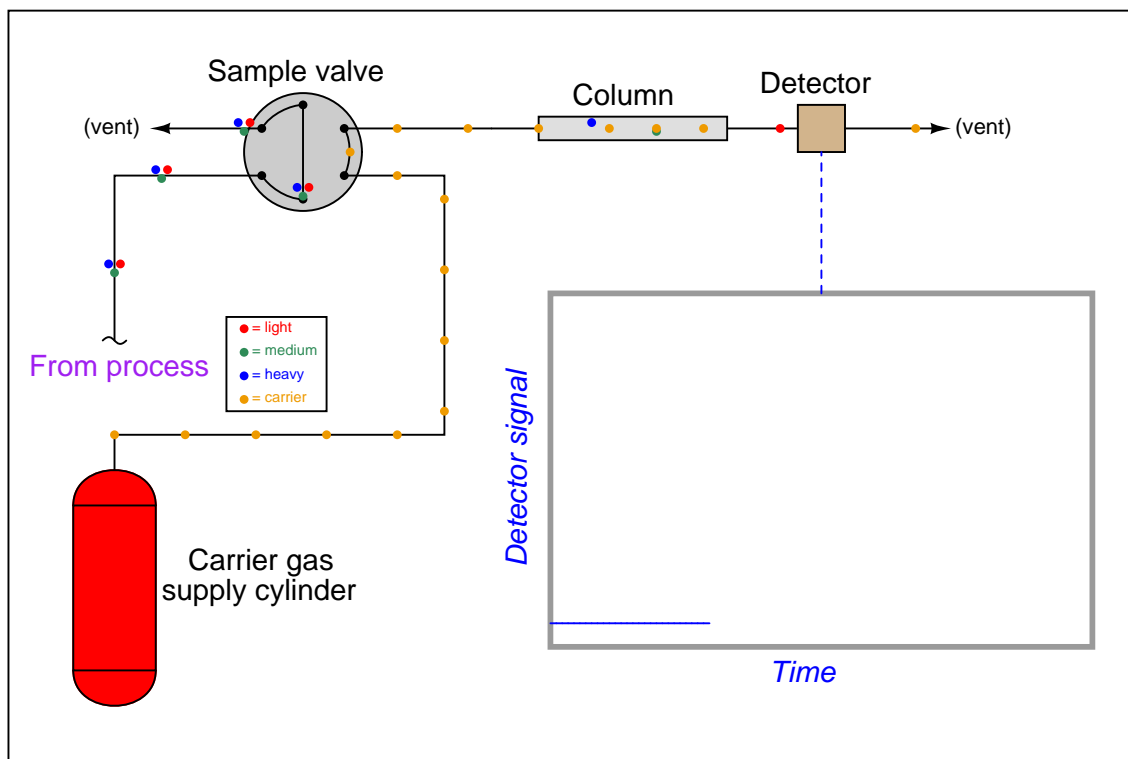 Sample valve
Column
Detector
(vent)
(vent)
= light
= medium
= heavy
= carrier
From process
Detector signal
Carrier gas
supply cylinder
Time